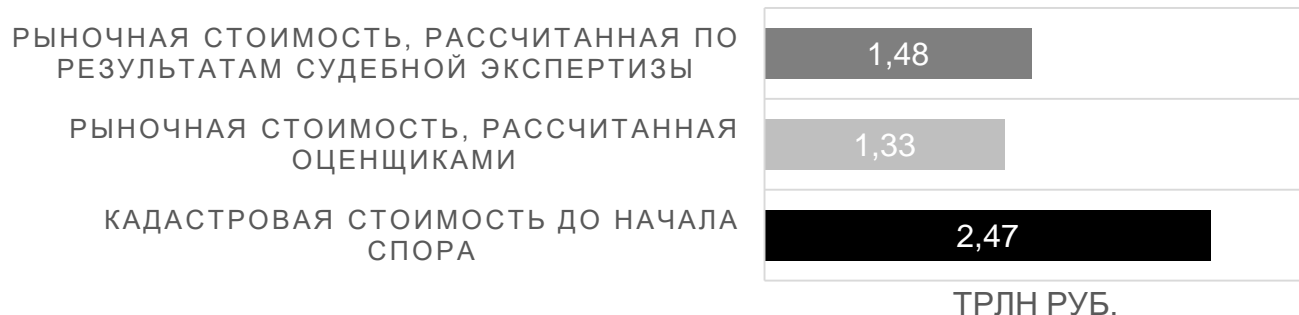 РЫНОЧНАЯ СТОИМОСТЬ, РАССЧИТАННАЯ ПО
РЕЗУЛЬТАТАМ СУДЕБНОЙ ЭКСПЕРТИЗЫ
1,48
РЫНОЧНАЯ СТОИМОСТЬ, РАССЧИТАННАЯ
ОЦЕНЩИКАМИ
1,33
КАДАСТРОВАЯ СТОИМОСТЬ ДО НАЧАЛА
СПОРА
2,47
ТРЛН РУБ.